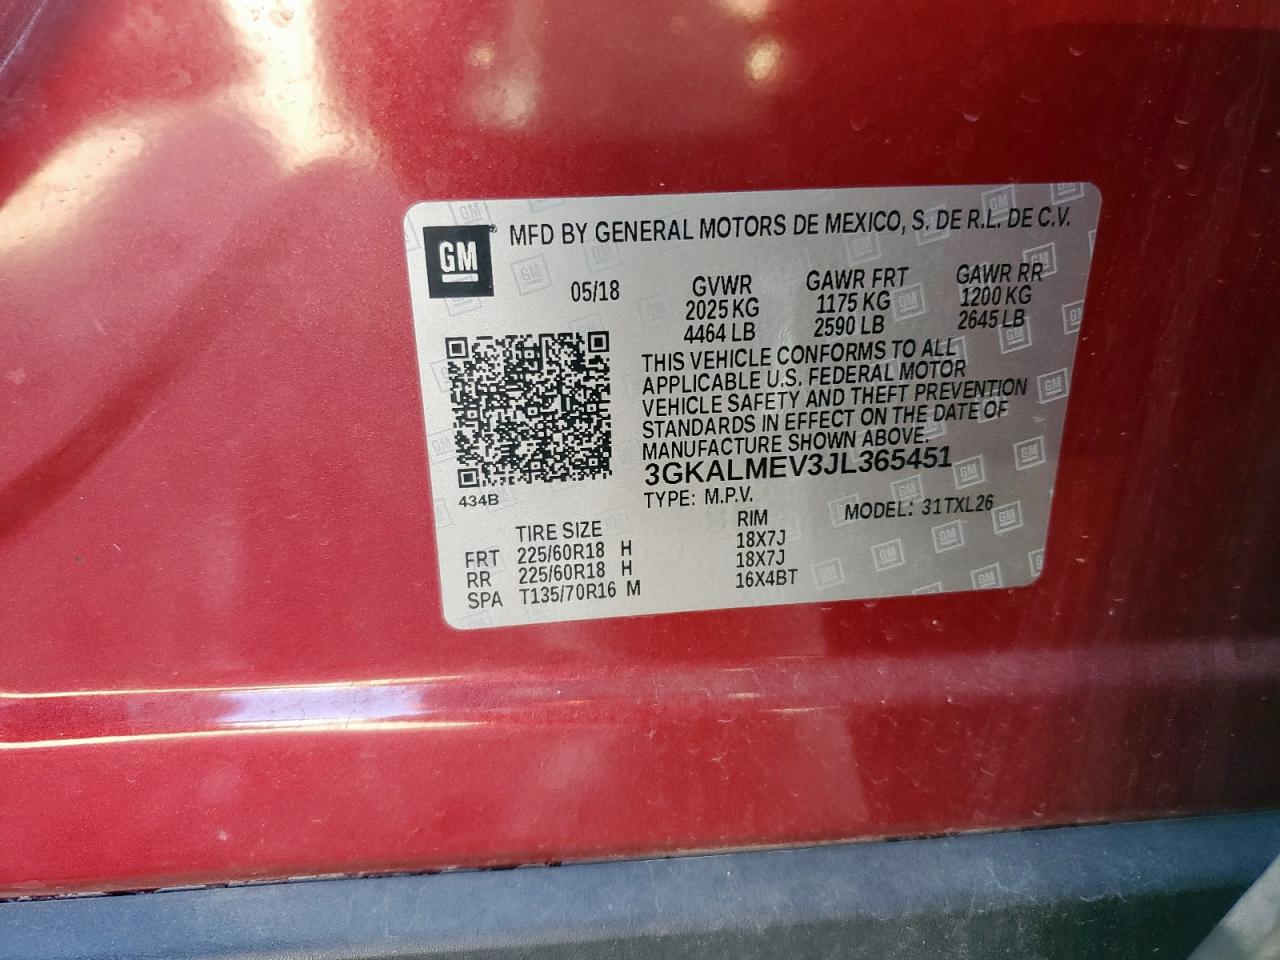 GM® MFD BY GENERAL MOTORS DE MEXICO, S. DE R.L. DE C.V.
05/18 GVWR GAWR FRT GAWR RR
2025 KG 1175 KG 1200 KG
4464 LB 2590 LB 2645 LB
THIS VEHICLE CONFORMS TO ALL
APPLICABLE U.S. FEDERAL MOTOR
VEHICLE SAFETY AND THEFT PREVENTION
STANDARDS IN EFFECT ON THE DATE OF
MANUFACTURE SHOWN ABOVE.
3GKALMEV3JL365451
434B TYPE: M.P.V. MODEL: 31TXL26
TIRE SIZE RIM
FRT 225/60R18 H 18X7J
RR 225/60R18 H 18X7J
SPA T135/70R16 M 16X4BT